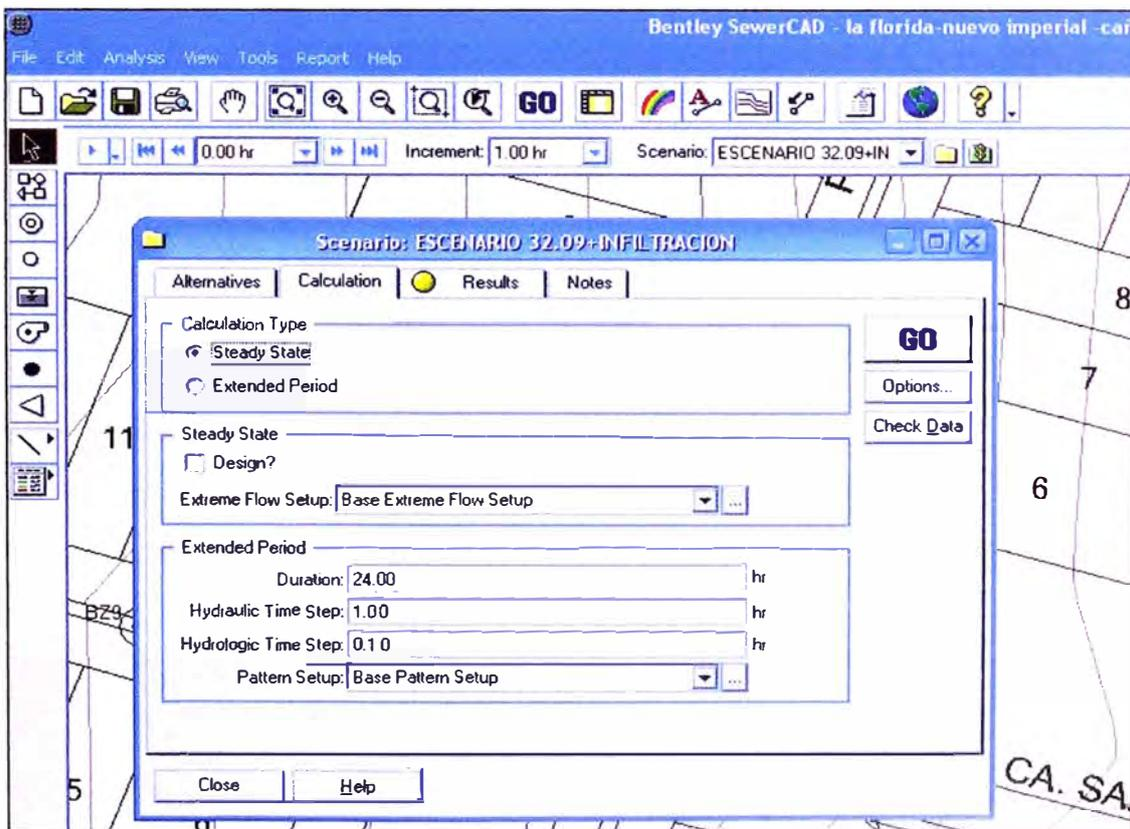 Bentley SewerCAD - la florida-nuevo imperial -cañ
File Edit Analysis View Tools Report Help
GO
0.00 hr Increment: 1.00 hr Scenario: ESCENARIO 32.09+IN
Scenario: ESCENARIO 32.09+INFILTRACION
Alternatives Calculation Results Notes
Calculation Type
Steady State
Extended Period
GO
Options...
Check Data
Steady State
Design?
Extreme Flow Setup: Base Extreme Flow Setup ...
Extended Period
Duration: 24.00 hr
Hydraulic Time Step: 1.00 hr
Hydrologic Time Step: 0.10 hr
Pattern Setup: Base Pattern Setup ...
Close Help
8
7
11
6
BZ9
5
CA. SA.